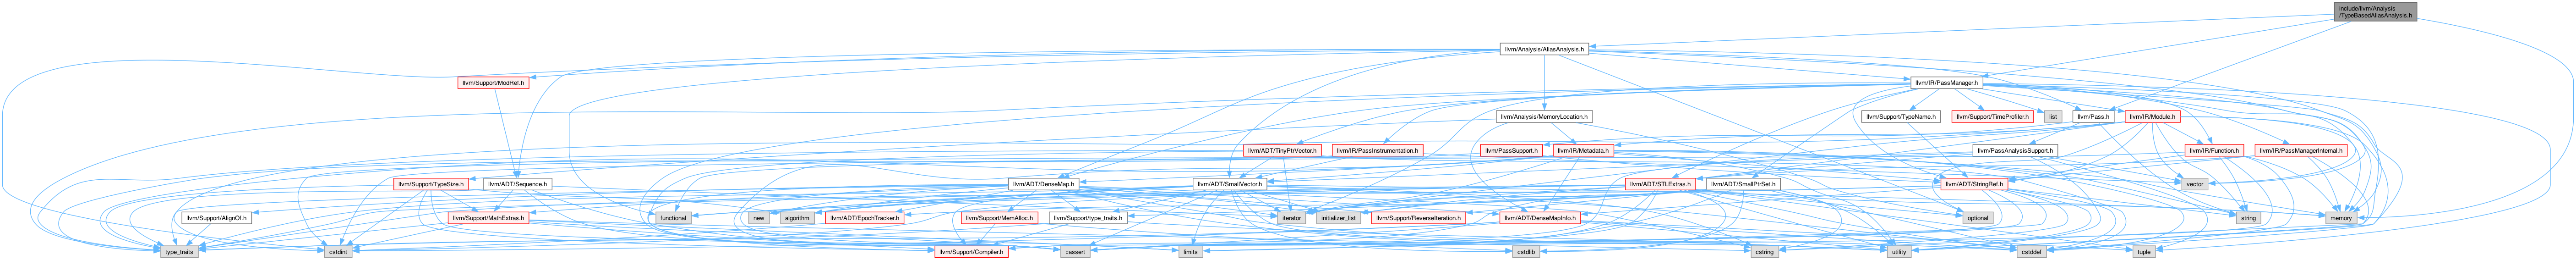 include/llvm/Analysis
/TypeBasedAliasAnalysis.h
llvm/Analysis/AliasAnalysis.h
llvm/Support/ModRef.h
llvm/IR/PassManager.h
llvm/Analysis/MemoryLocation.h
llvm/Support/TypeName.h
llvm/Support/TimeProfiler.h
list
llvm/IR/Module.h
llvm/Pass.h
llvm/ADT/TinyPtrVector.h
llvm/IR/PassInstrumentation.h
llvm/PassSupport.h
llvm/IR/Metadata.h
llvm/PassAnalysisSupport.h
llvm/IR/Function.h
llvm/IR/PassManagerInternal.h
llvm/Support/TypeSize.h
llvm/ADT/Sequence.h
llvm/ADT/DenseMap.h
llvm/ADT/SmallVector.h
llvm/ADT/STLExtras.h
llvm/ADT/SmallPtrSet.h
llvm/ADT/StringRef.h
vector
llvm/Support/AlignOf.h
llvm/Support/MathExtras.h
functional
new
algorithm
llvm/ADT/EpochTracker.h
llvm/Support/MemAlloc.h
llvm/Support/type_traits.h
iterator
initializer_list
llvm/Support/ReverseIteration.h
llvm/ADT/DenseMapInfo.h
optional
string
memory
type_traits
cstdint
llvm/Support/Compiler.h
cassert
limits
cstdlib
cstring
utility
cstddef
tuple